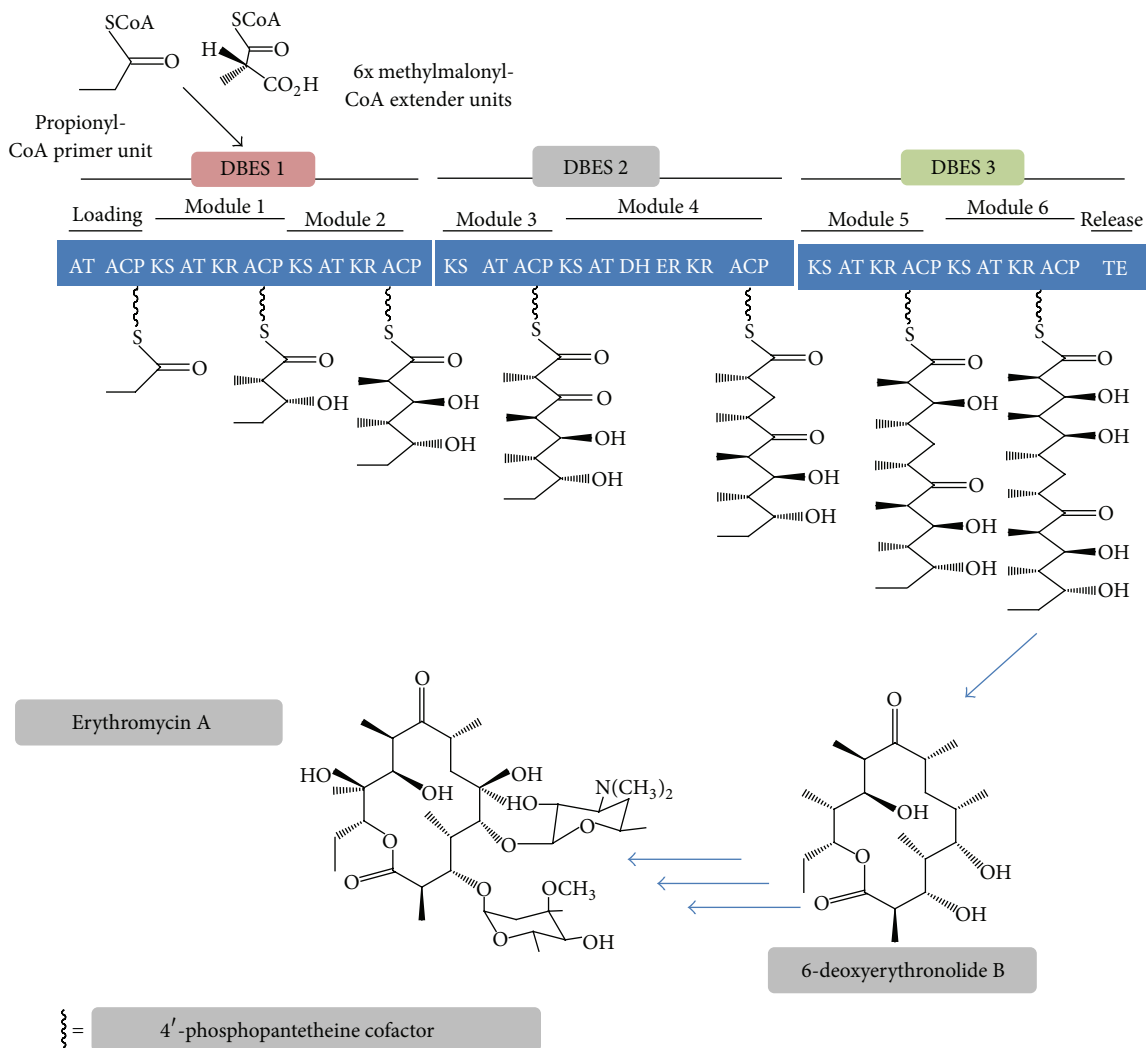 SCoA
O
SCoA
H
O
CO2H
6x methylmalonyl-
CoA extender units
Propionyl-
CoA primer unit
DBES 1
DBES 2
DBES 3
Loading
Module 1
Module 2
Module 3
Module 4
Module 5
Module 6
Release
AT ACP KS AT KR ACP KS AT KR ACP
KS AT ACP KS AT DH ER KR ACP
KS AT KR ACP KS AT KR ACP TE
S
O
S
O
OH
S
O
OH
OH
S
O
O
OH
OH
S
O
O
OH
OH
S
O
OH
O
OH
OH
S
O
OH
OH
O
OH
OH
Erythromycin A
O
HO
OH
OH
HO
N(CH3)2
O
O
O
O
O
OCH3
O
OH
O
OH
O
O
OH
OH
6-deoxyerythronolide B
= 4′-phosphopantetheine cofactor